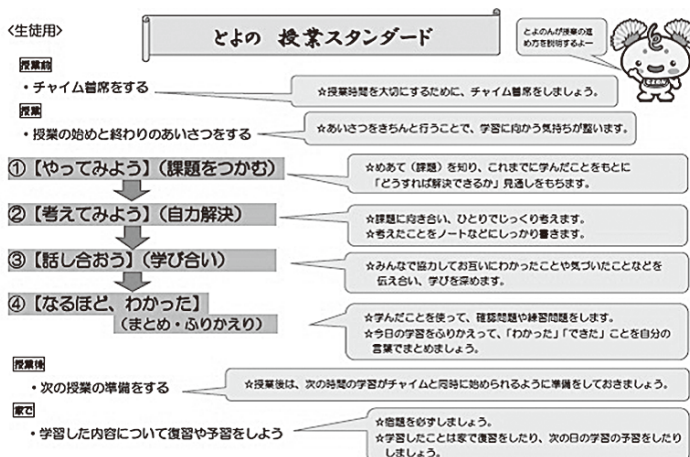 <生徒用>
とよの 授業スタンダード
とよのんが授業の進
め方を説明するよー
授業前
・チャイム着席をする
☆授業時間を大切にするために、チャイム着席をしましょう。
授業
・授業の始めと終わりのあいさつをする
☆あいさつをきちんと行うことで、学習に向かう気持ちが整います。
①【やってみよう】(課題をつかむ)
☆めあて(課題)を知り、これまでに学んだことをもとに
「どうすれば解決できるか」見通しをもちます。
②【考えてみよう】(自力解決)
☆課題に向き合い、ひとりでじっくり考えます。
☆考えたことをノートなどにしっかり書きます。
③【話し合おう】(学び合い)
☆みんなで協力してお互いにわかったことや気づいたことなどを
伝え合い、学びを深めます。
④【なるほど、わかった】
(まとめ・ふりかえり)
☆学んだことを使って、確認問題や練習問題をします。
☆今日の学習をふりかえって、「わかった」「できた」ことを自分の
言葉でまとめましょう。
授業後
・次の授業の準備をする
☆授業後は、次の時間の学習がチャイムと同時に始められるように準備をしておきましょう。
家で
・学習した内容について復習や予習をしよう
☆宿題を必ずしましょう。
☆学習したことは家で復習をしたり、次の日の学習の予習をしたり
しましょう。